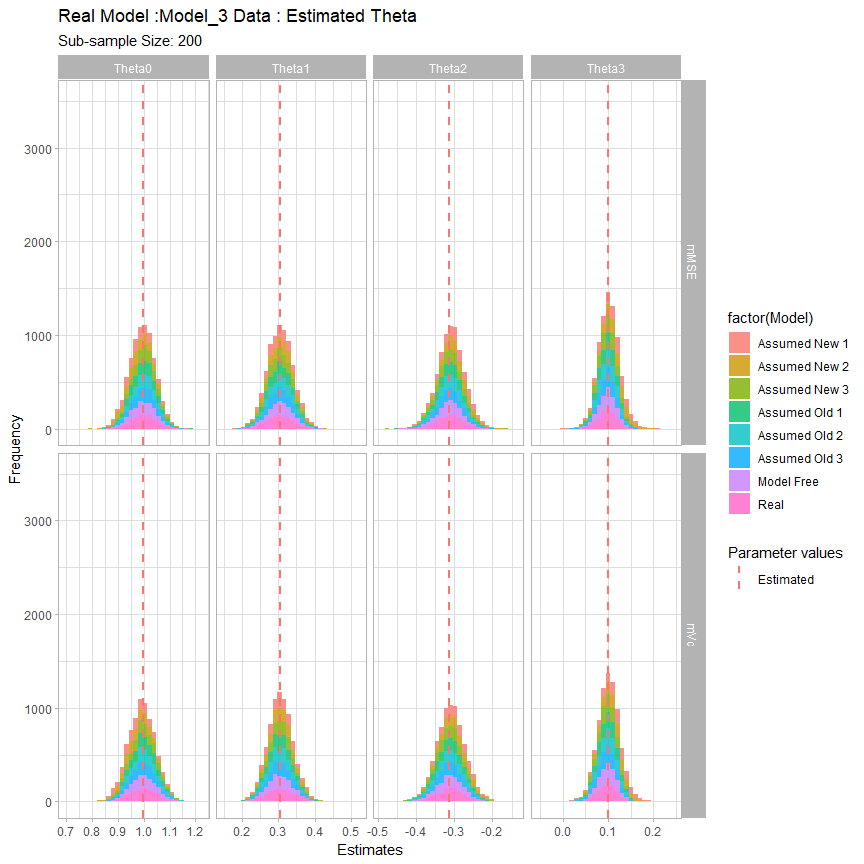 Real Model :Model_3 Data : Estimated Theta
Sub-sample Size: 200
Theta0 Theta1 Theta2 Theta3
3000
2000
1000
0
mMSE
3000
2000
1000
0
mVc
Frequency
0.7 0.8 0.9 1.0 1.1 1.2 0.2 0.3 0.4 0.5 -0.5 -0.4 -0.3 -0.2 0.0 0.1 0.2
Estimates
factor(Model)
Assumed New 1
Assumed New 2
Assumed New 3
Assumed Old 1
Assumed Old 2
Assumed Old 3
Model Free
Real
Parameter values
Estimated